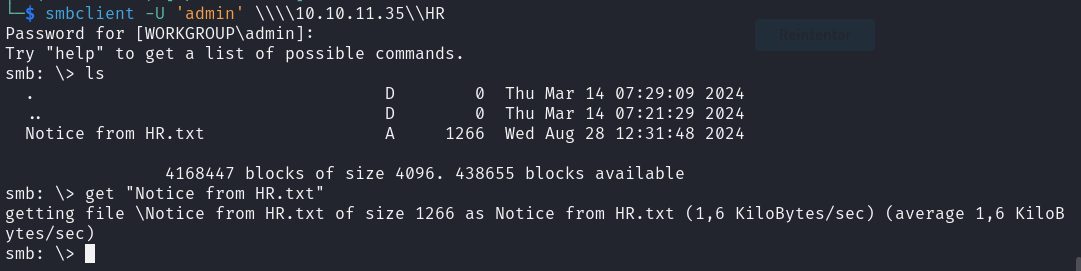 └─$ smbclient -U 'admin' \\\\10.10.11.35\\HR
Password for [WORKGROUP\admin]:
Reintentar
Try "help" to get a list of possible commands.
smb: \> ls
  .                                   D        0  Thu Mar 14 07:29:09 2024
  ..                                  D        0  Thu Mar 14 07:21:29 2024
  Notice from HR.txt                  A     1266  Wed Aug 28 12:31:48 2024
                4168447 blocks of size 4096. 438655 blocks available
smb: \> get "Notice from HR.txt"
getting file \Notice from HR.txt of size 1266 as Notice from HR.txt (1,6 KiloBytes/sec) (average 1,6 KiloB
ytes/sec)
smb: \>